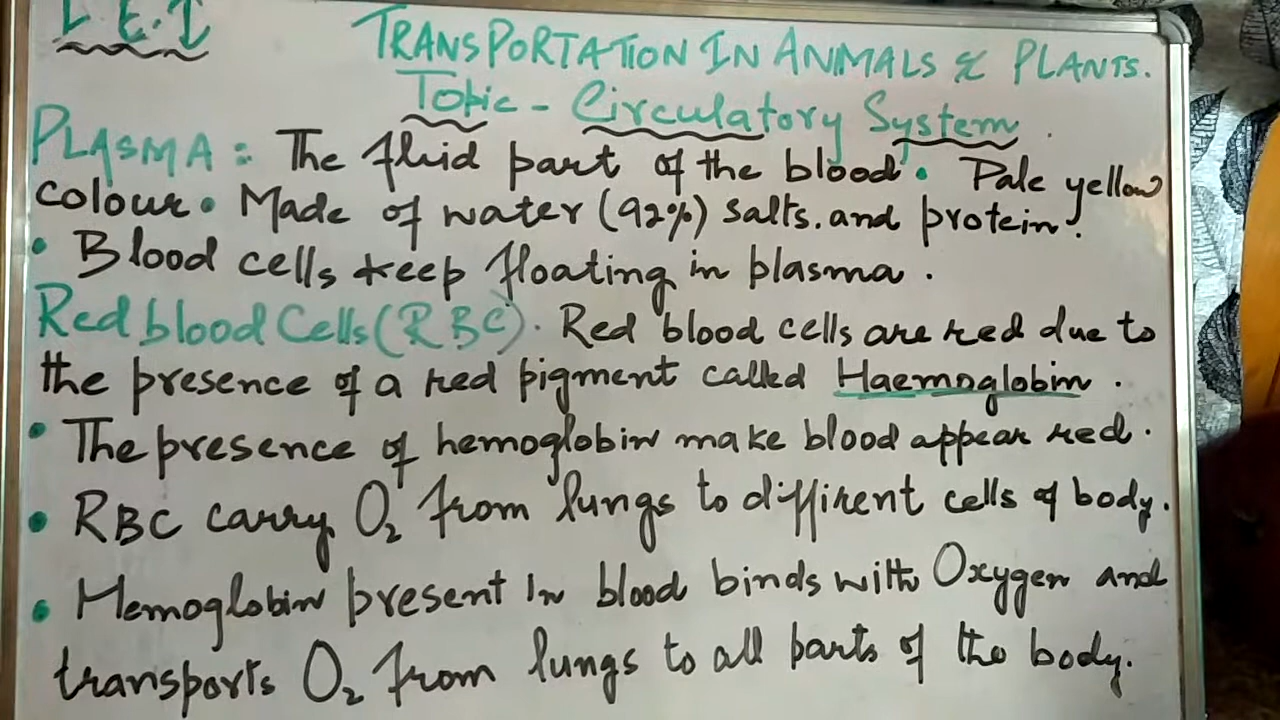 TRANSPORTATION IN ANIMALS & PLANTS.
Topic - Circulatory System.
PLASMA: The fluid part of the blood. Pale yellow
colour. Made of water (92%) salts. and protein.
• Blood cells keep floating in plasma.
Red blood Cells (RBC). Red blood cells are red due to
the presence of a red pigment called Haemoglobin.
• The presence of hemoglobin make blood appear red.
• RBC carry O₂ from lungs to diffirent cells of body.
• Hemoglobin present In blood binds with Oxygen and
transports O₂ from lungs to all parts of the body.